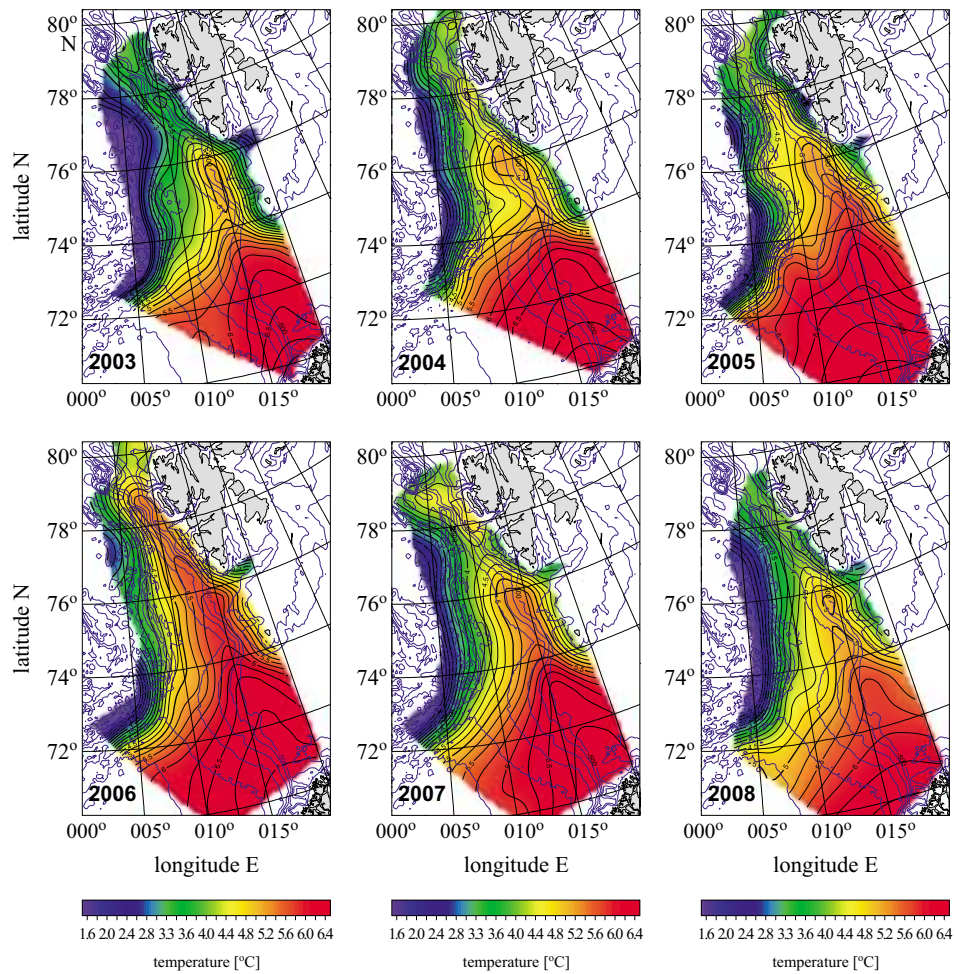 80º
N
78º
76º
74º
72º
latitude N
2003
000º 005º 010º 015º
80º
78º
76º
74º
72º
2004
000º 005º 010º 015º
80º
78º
76º
74º
72º
2005
000º 005º 010º 015º
80º
78º
76º
74º
72º
latitude N
2006
000º 005º 010º 015º
longitude E
80º
78º
76º
74º
72º
2007
000º 005º 010º 015º
longitude E
80º
78º
76º
74º
72º
2008
000º 005º 010º 015º
longitude E
1.6 2.0 2.4 2.8 3.2 3.6 4.0 4.4 4.8 5.2 5.6 6.0 6.4
temperature [ºC]
1.6 2.0 2.4 2.8 3.2 3.6 4.0 4.4 4.8 5.2 5.6 6.0 6.4
temperature [ºC]
1.6 2.0 2.4 2.8 3.2 3.6 4.0 4.4 4.8 5.2 5.6 6.0 6.4
temperature [ºC]